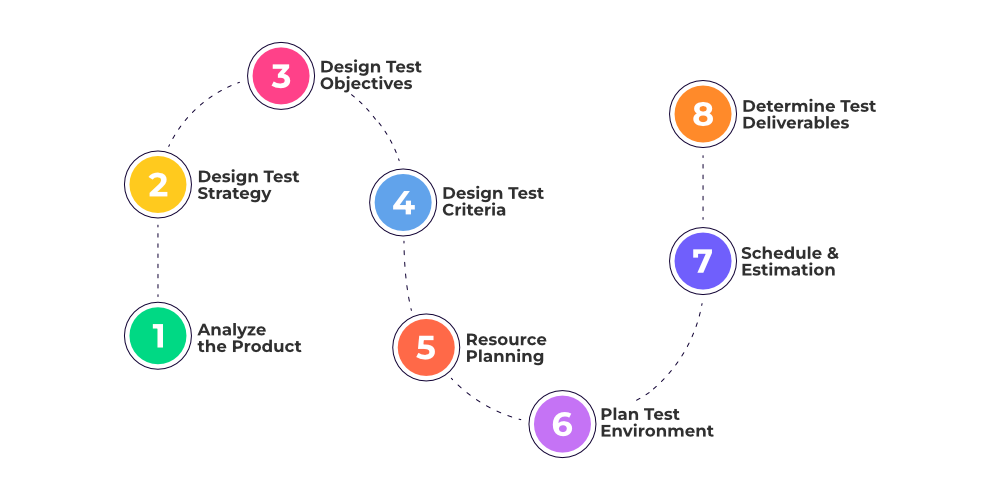 1
Analyze
the Product
2
Design Test
Strategy
3
Design Test
Objectives
4
Design Test
Criteria
5
Resource
Planning
6
Plan Test
Environment
7
Schedule &
Estimation
8
Determine Test
Deliverables